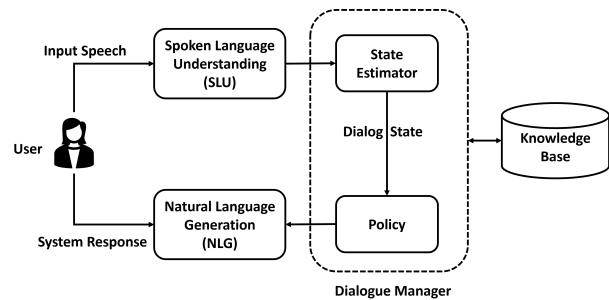 Input Speech
Spoken Language
Understanding
(SLU)
State
Estimator
User
Dialog State
Knowledge
Base
Natural Language
Generation
(NLG)
Policy
System Response
Dialogue Manager